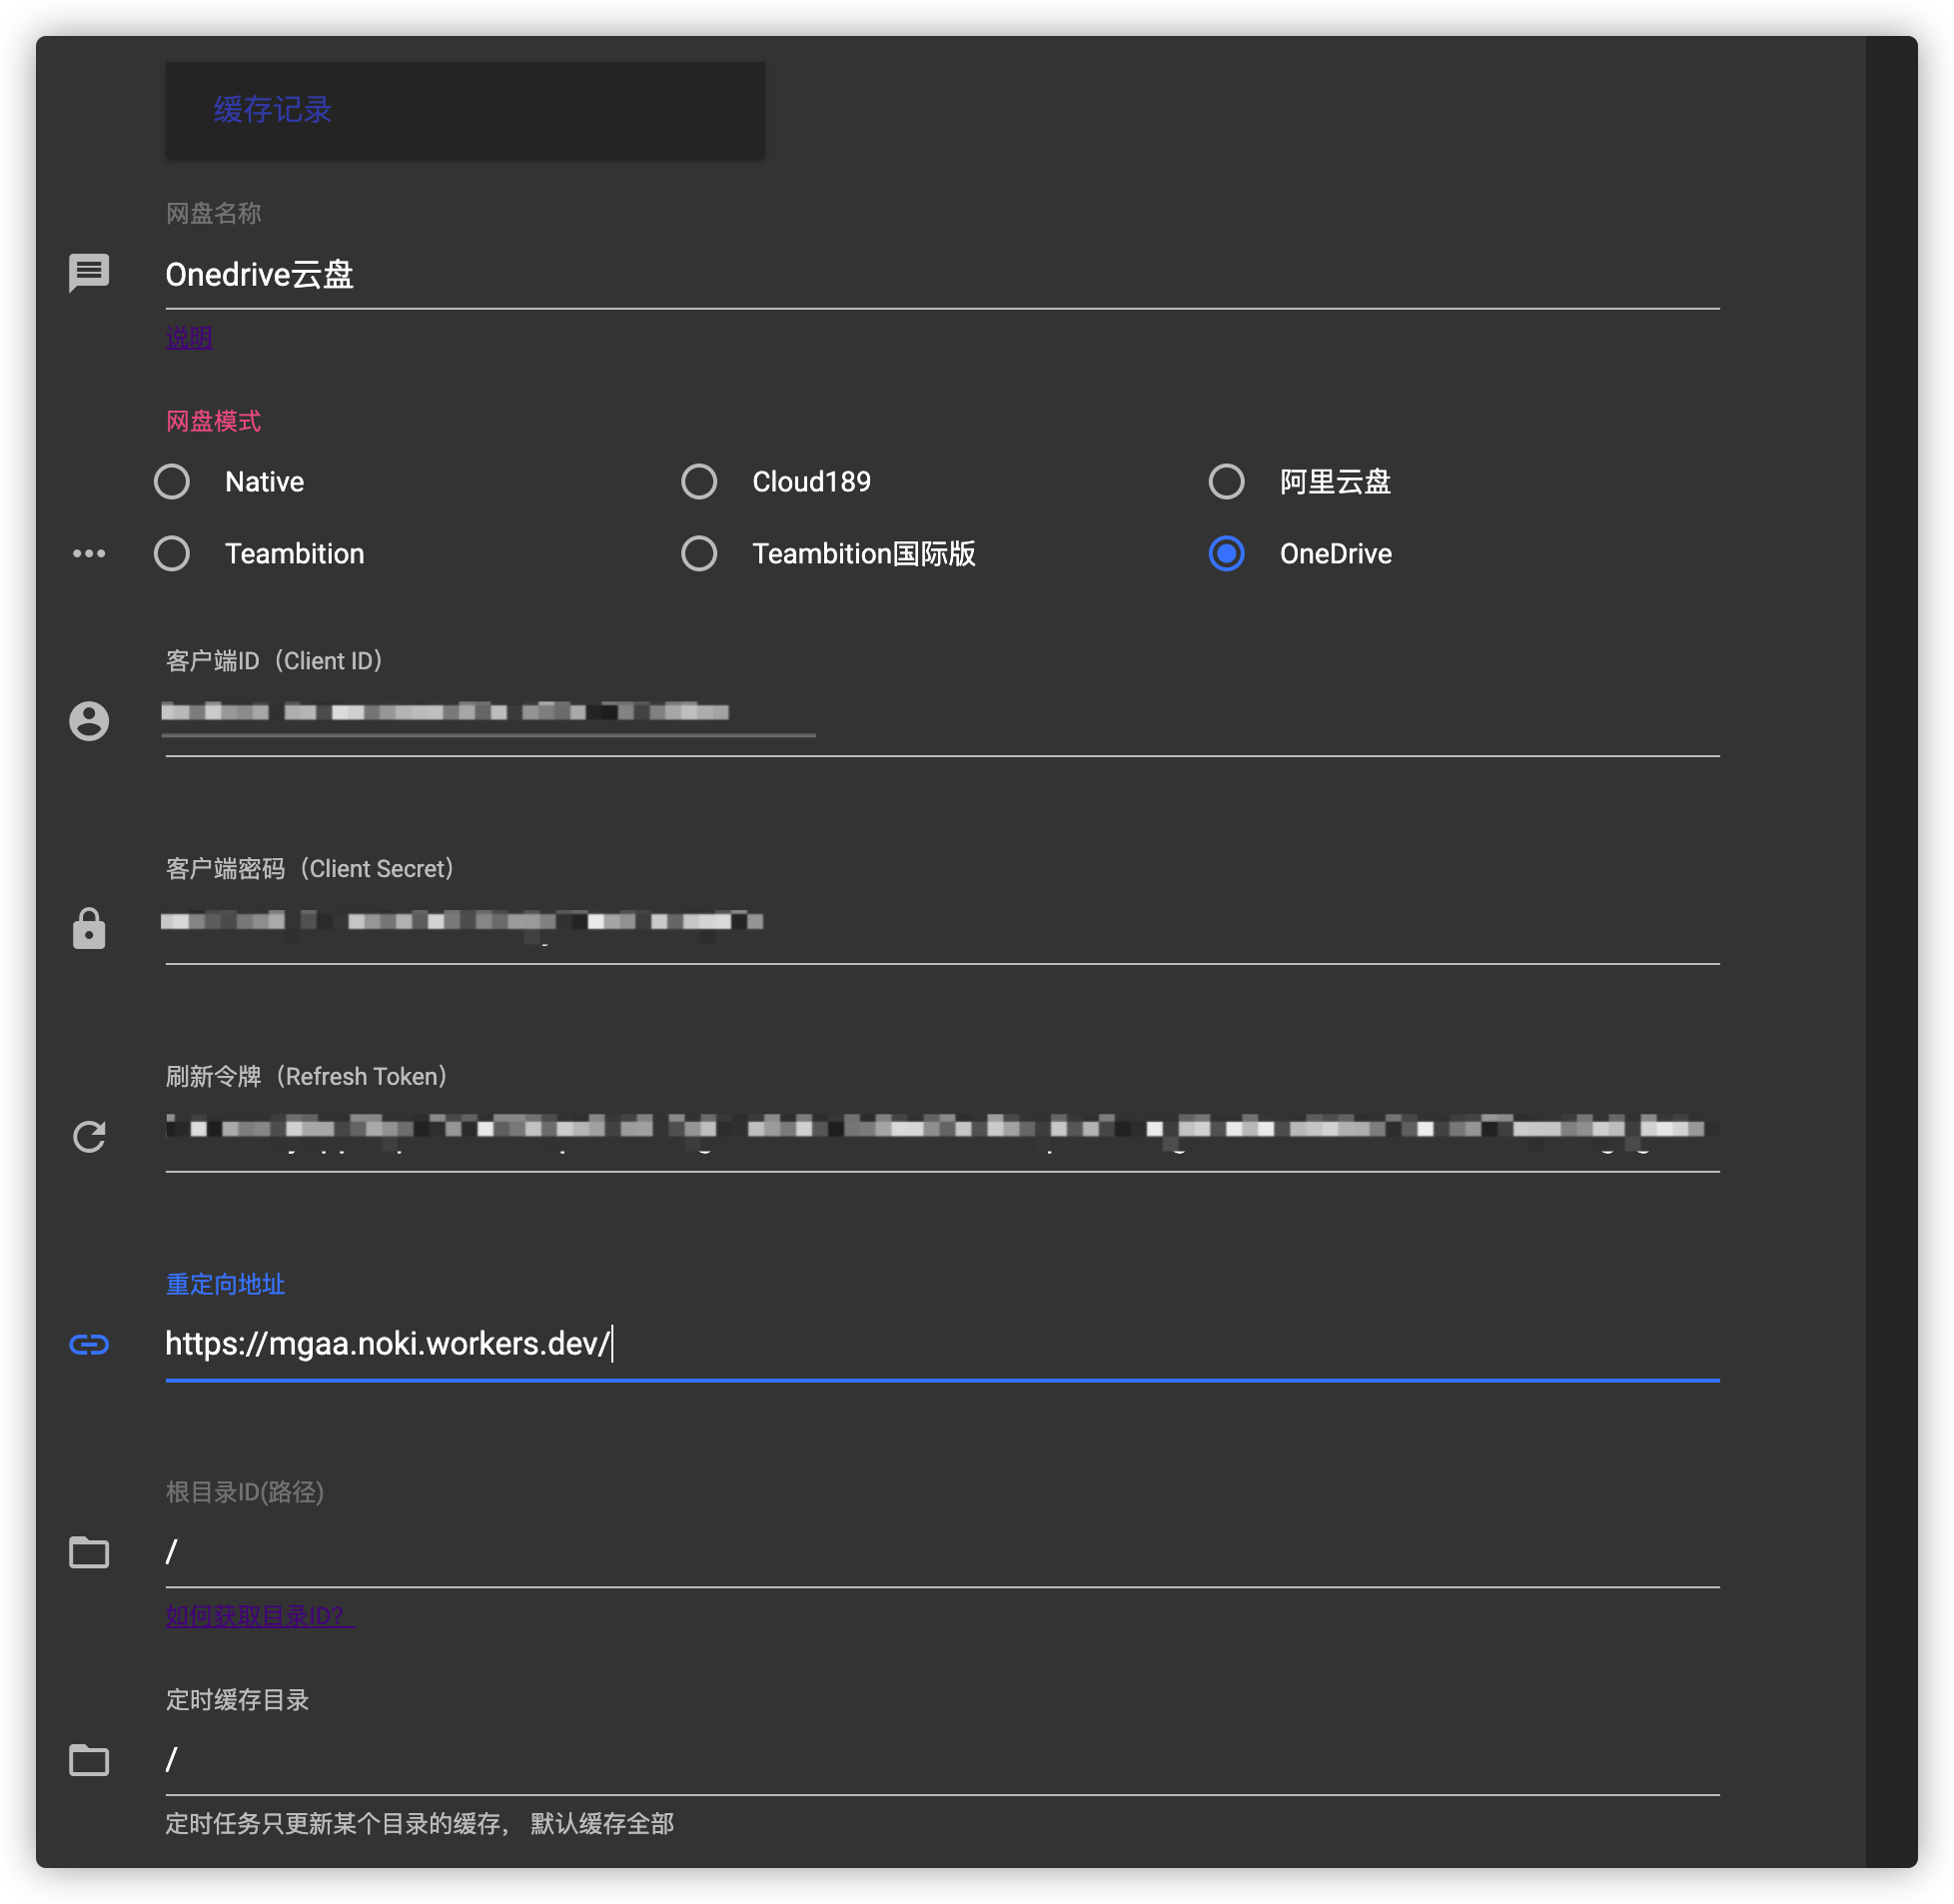 缓存记录
网盘名称
Onedrive云盘
说明
网盘模式
Native
Cloud189
阿里云盘
Teambition
Teambition国际版
OneDrive
客户端ID（Client ID）
客户端密码（Client Secret）
刷新令牌（Refresh Token）
重定向地址
https://mgaa.noki.workers.dev/
根目录ID(路径)
/
如何获取目录ID？
定时缓存目录
/
定时任务只更新某个目录的缓存， 默认缓存全部